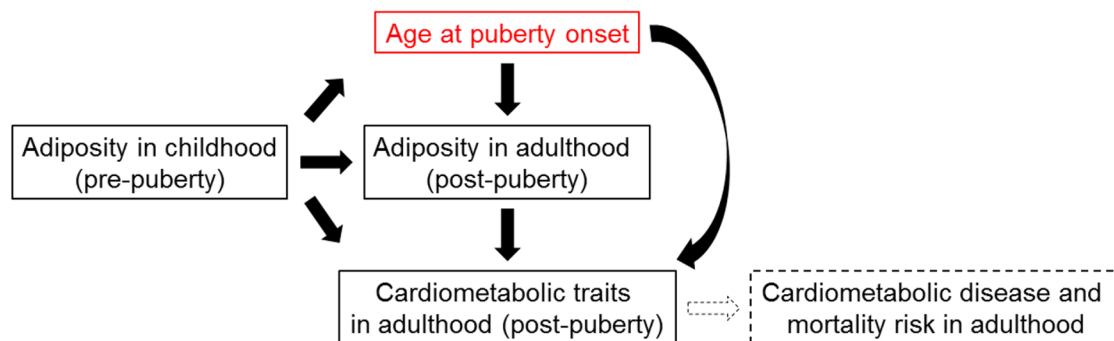 Age at puberty onset
Adiposity in childhood
(pre-puberty)
Adiposity in adulthood
(post-puberty)
Cardiometabolic traits
in adulthood (post-puberty)
Cardiometabolic disease and
mortality risk in adulthood